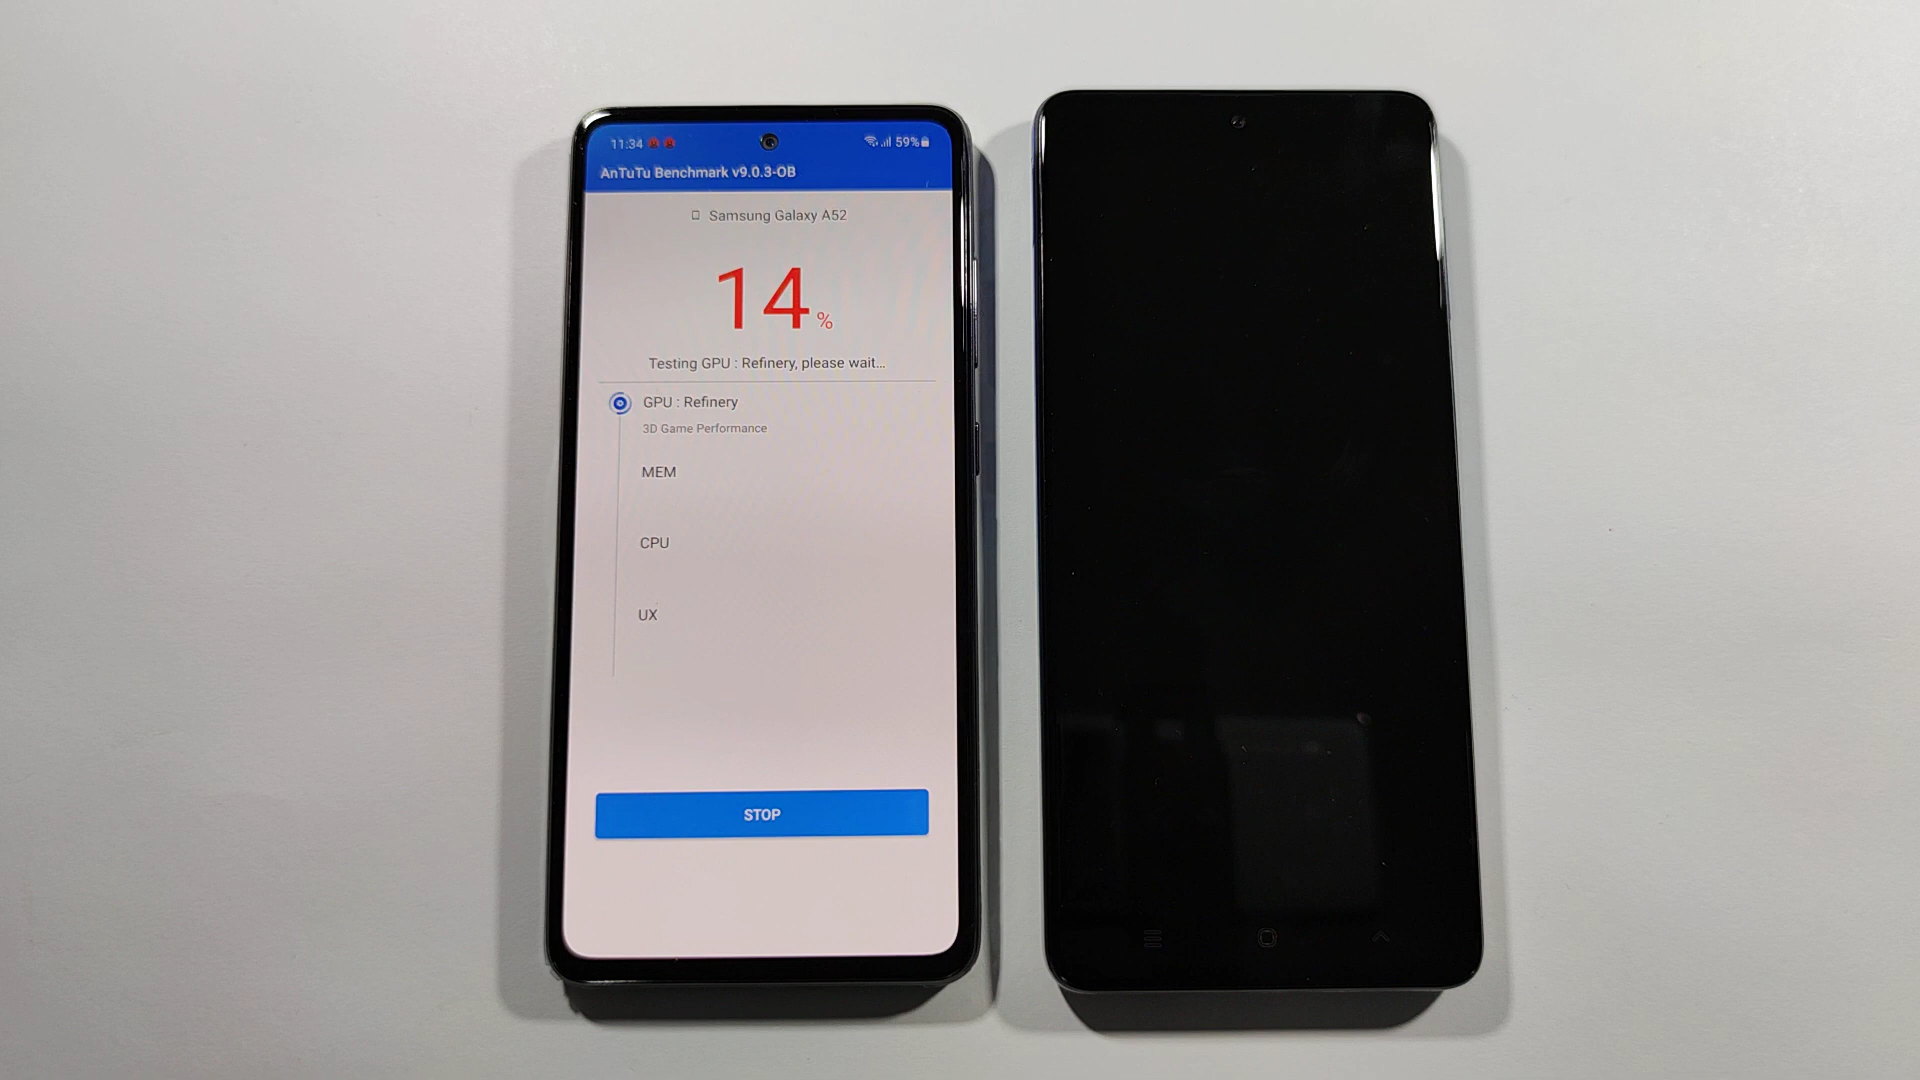 11:34 59%
AnTuTu Benchmark v9.0.3-OB
Samsung Galaxy A52
14%
Testing GPU : Refinery, please wait...
GPU : Refinery
3D Game Performance
MEM
CPU
UX
STOP